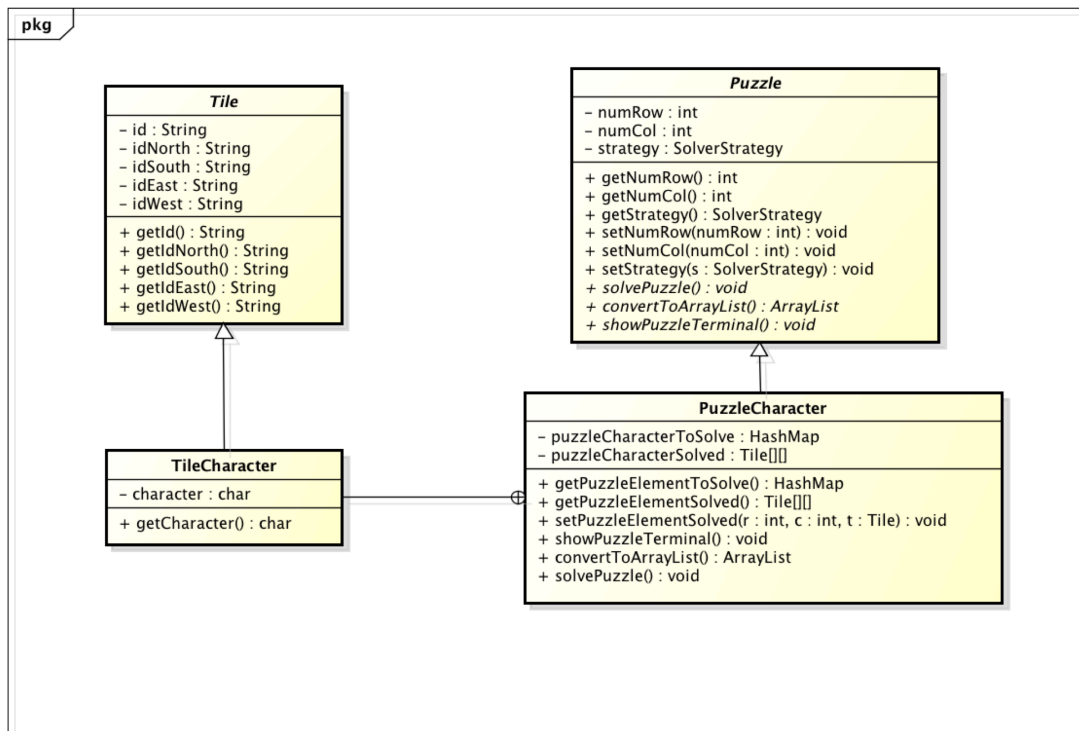 pkg
Tile
- id : String
- idNorth : String
- idSouth : String
- idEast : String
- idWest : String
+ getId() : String
+ getIdNorth() : String
+ getIdSouth() : String
+ getIdEast() : String
+ getIdWest() : String
Puzzle
- numRow : int
- numCol : int
- strategy : SolverStrategy
+ getNumRow() : int
+ getNumCol() : int
+ getStrategy() : SolverStrategy
+ setNumRow(numRow : int) : void
+ setNumCol(numCol : int) : void
+ setStrategy(s : SolverStrategy) : void
+ solvePuzzle() : void
+ convertToArrayList() : ArrayList
+ showPuzzleTerminal() : void
TileCharacter
- character : char
+ getCharacter() : char
PuzzleCharacter
- puzzleCharacterToSolve : HashMap
- puzzleCharacterSolved : Tile[][]
+ getPuzzleElementToSolve() : HashMap
+ getPuzzleElementSolved() : Tile[][]
+ setPuzzleElementSolved(r : int, c : int, t : Tile) : void
+ showPuzzleTerminal() : void
+ convertToArrayList() : ArrayList
+ solvePuzzle() : void